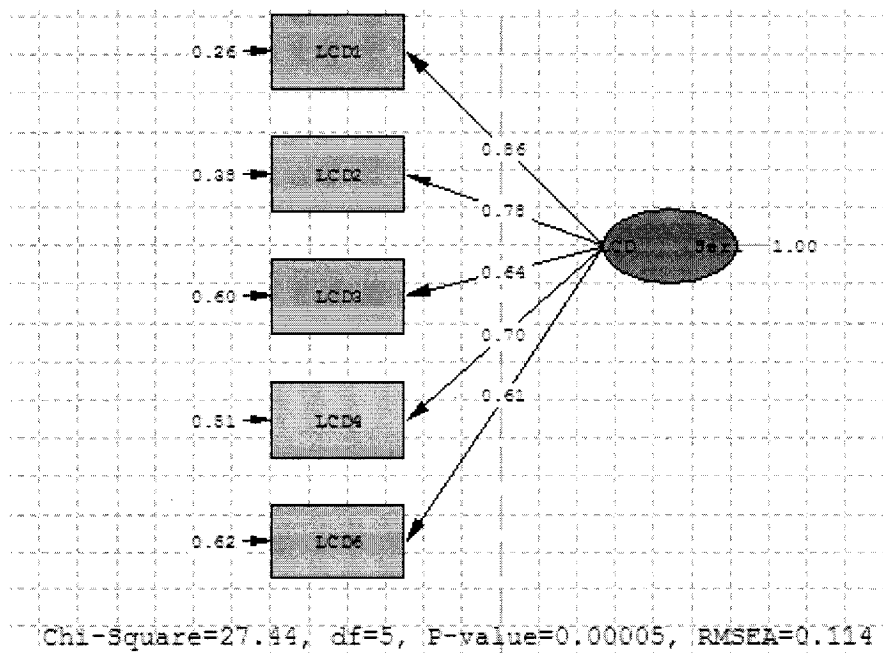 0.26
LCD1
0.86
0.38
LCD2
0.78
LCD
1.00
0.64
0.60
LCD3
0.70
0.61
0.51
LCD4
0.62
LCD6
Chi-Square=27.44, df=5, P-value=0.00005, RMSEA=0.114